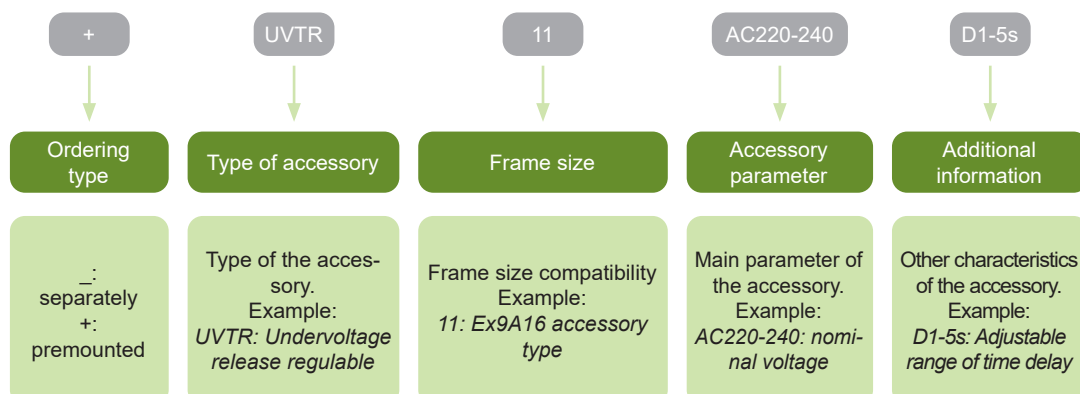 +
UVTR
11
AC220-240
D1-5s
Ordering
type
Type of accessory
Frame size
Accessory
parameter
Additional
information
_:
separately
+:
premounted
Type of the acces-
sory.
Example:
UVTR: Undervoltage
release regulable
Frame size compatibility
Example:
11: Ex9A16 accessory
type
Main parameter of
the accessory.
Example:
AC220-240: nomi-
nal voltage
Other characteristics
of the accessory.
Example:
D1-5s: Adjustable
range of time delay